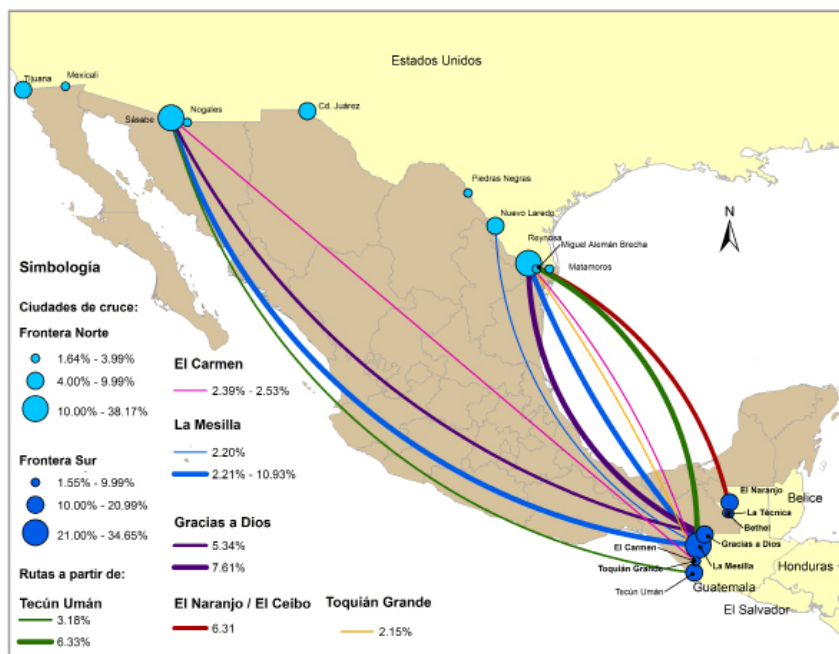 Estados Unidos
Tijuana
Mexicali
Sásabe
Nogales
Cd. Juárez
Piedras Negras
Nuevo Laredo
Reynosa
Miguel Alemán Brecha
Matamoros
N
Simbología
Ciudades de cruce:
Frontera Norte
1.64% - 3.99%
4.00% - 9.99%
10.00% - 38.17%
Frontera Sur
1.55% - 9.99%
10.00% - 20.99%
21.00% - 34.65%
Rutas a partir de:
Tecún Umán
3.18%
6.33%
El Carmen
2.39% - 2.53%
La Mesilla
2.20%
2.21% - 10.93%
Gracias a Dios
5.34%
7.61%
El Naranjo / El Ceibo
6.31
Toquián Grande
2.15%
El Naranjo
Belice
La Técnica
Bethel
Gracias a Dios
El Carmen
La Mesilla
Toquián Grande
Honduras
Tecún Umán
Guatemala
El Salvador